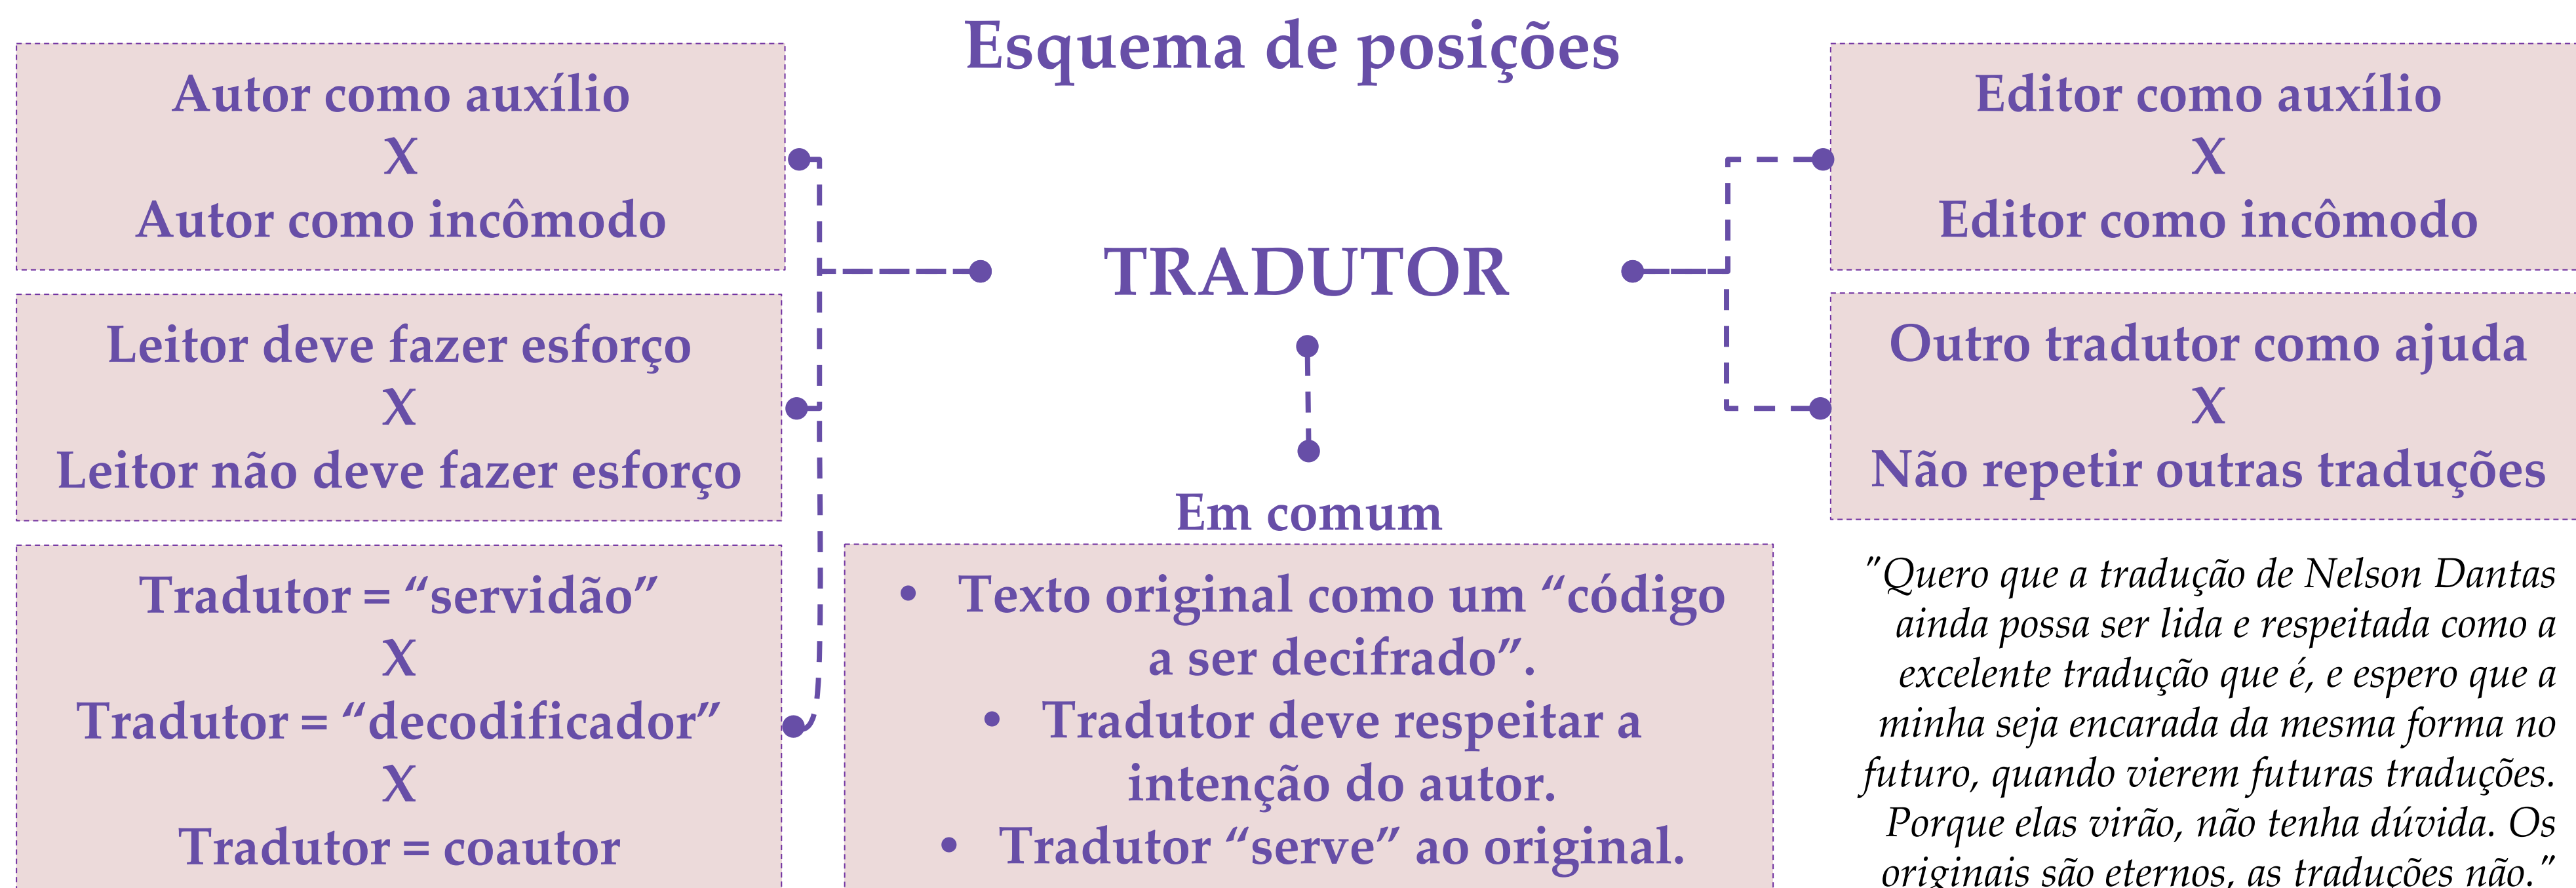 Esquema de posições
Autor como auxílio
X
Autor como incômodo
Leitor deve fazer esforço
X
Leitor não deve fazer esforço
Tradutor = “servidão”
X
Tradutor = “decodificador”
X
Tradutor = coautor
TRADUTOR
Em comum
• Texto original como um “código
a ser decifrado”.
• Tradutor deve respeitar a
intenção do autor.
• Tradutor “serve” ao original.
Editor como auxílio
X
Editor como incômodo
Outro tradutor como ajuda
X
Não repetir outras traduções
"Quero que a tradução de Nelson Dantas
ainda possa ser lida e respeitada como a
excelente tradução que é, e espero que a
minha seja encarada da mesma forma no
futuro, quando vierem futuras traduções.
Porque elas virão, não tenha dúvida. Os
originais são eternos, as traduções não."